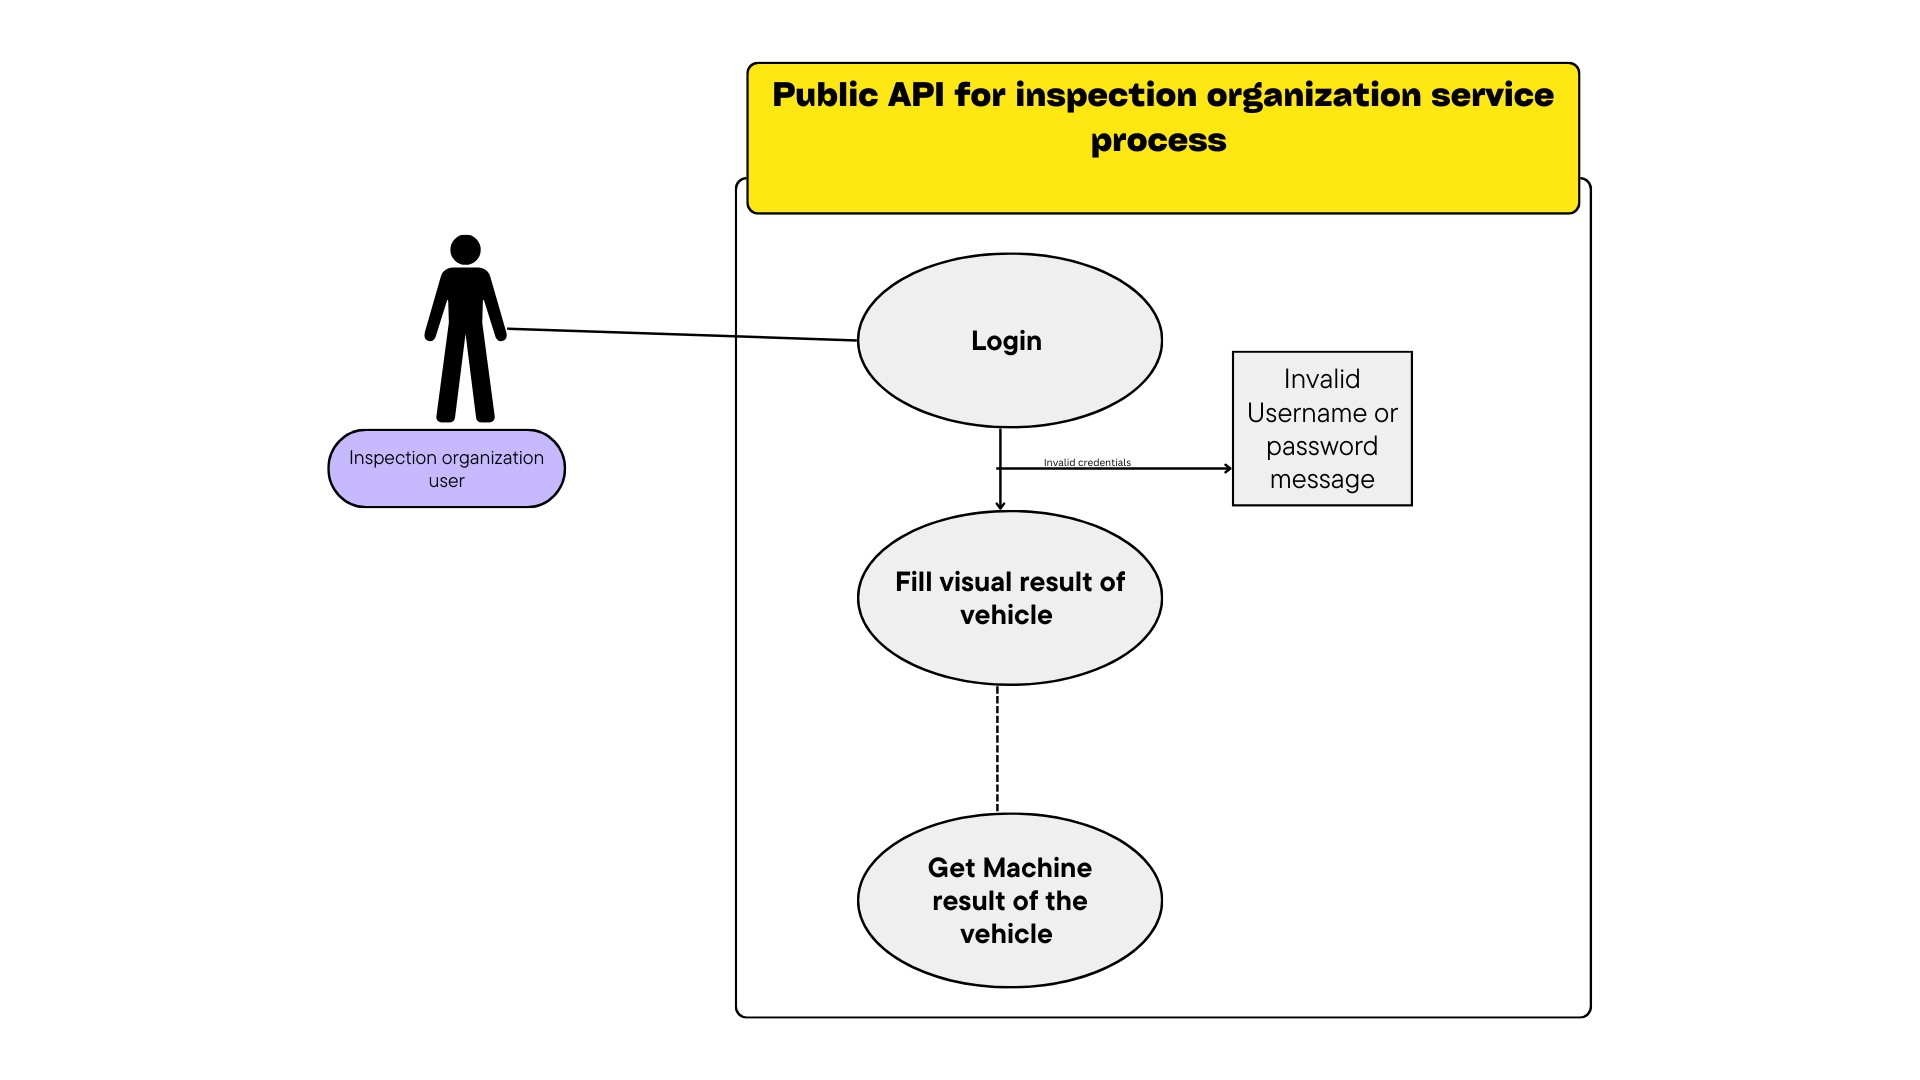 Public API for inspection organization service
process
Login
Invalid
Username or
password
message
Invalid credentials
Inspection organization
user
Fill visual result of
vehicle
Get Machine
result of the
vehicle